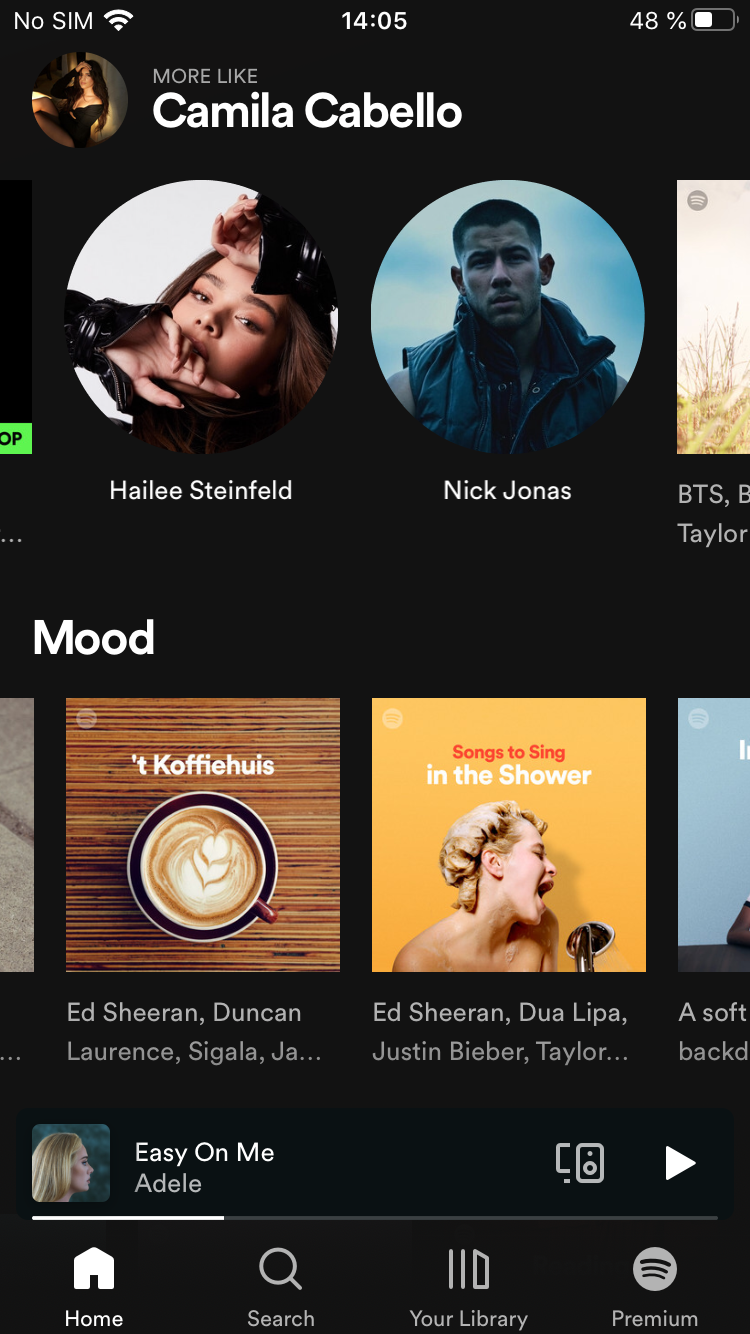 No SIM 14:05 48 %
MORE LIKE
Camila Cabello
OP
Hailee Steinfeld
Nick Jonas
BTS, B
...
Taylor
Mood
't Koffiehuis
Songs to Sing
in the Shower
Ed Sheeran, Duncan
Laurence, Sigala, Ja...
Ed Sheeran, Dua Lipa,
Justin Bieber, Taylor...
A soft
...
backd
Easy On Me
Adele
Home
Search
Your Library
Premium